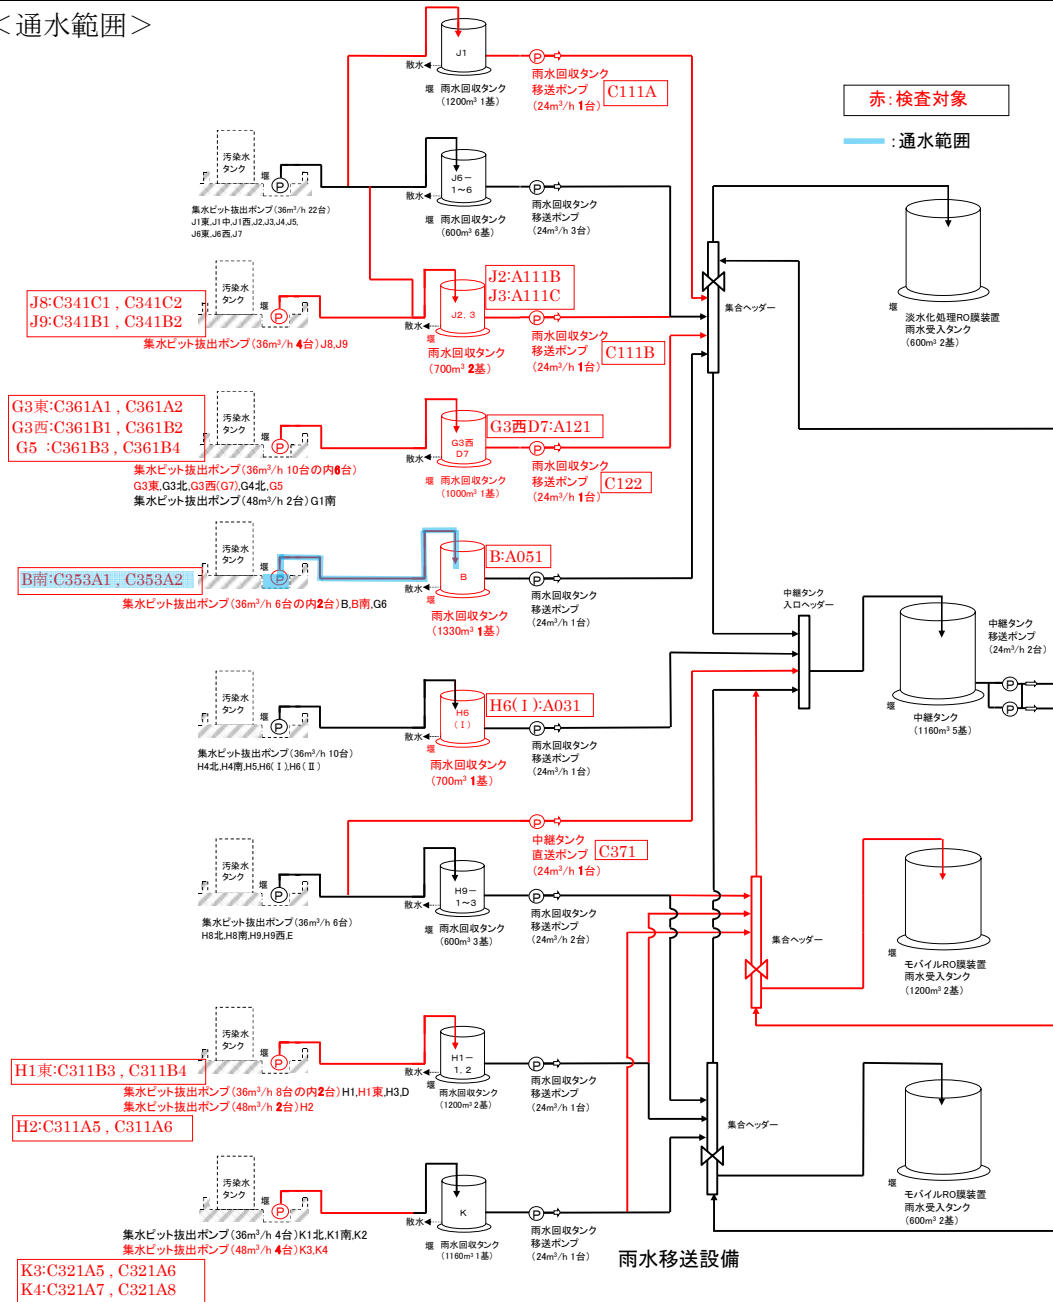 ＜通水範囲＞
J1
散水
堰
雨水回収タンク
(1200m³ 1基)
雨水回収タンク
移送ポンプ
(24m³/h 1台)
C111A
赤:検査対象
:通水範囲
汚染水
タンク
堰
P
集水ピット抜出ポンプ(36m³/h 22台)
J1東,J1中,J1西,J2,J3,J4,J5,
J6東,J6西,J7
J6－
1～6
散水
堰
雨水回収タンク
(600m³ 6基)
P
雨水回収タンク
移送ポンプ
(24m³/h 3台)
集合ヘッダー
堰
淡水化処理RO膜装置
雨水受入タンク
(600m³ 2基)
J8:C341C1 , C341C2
J9:C341B1 , C341B2
汚染水
タンク
堰
P
集水ピット抜出ポンプ(36m³/h 4台)J8,J9
J2, 3
J2:A111B
J3:A111C
散水
堰
雨水回収タンク
(700m³ 2基)
P
雨水回収タンク
移送ポンプ
(24m³/h 1台)
C111B
G3東:C361A1 , C361A2
G3西:C361B1 , C361B2
G5 :C361B3 , C361B4
汚染水
タンク
堰
P
集水ピット抜出ポンプ(36m³/h 10台の内6台)
G3東,G3北,G3西(G7),G4北,G5
集水ピット抜出ポンプ(48m³/h 2台)G1南
G3西
D7
G3西D7:A121
散水
堰
雨水回収タンク
(1000m³ 1基)
P
雨水回収タンク
移送ポンプ
(24m³/h 1台)
C122
B南:C353A1 , C353A2
汚染水
タンク
堰
P
集水ピット抜出ポンプ(36m³/h 6台の内2台)B,B南,G6
B
B:A051
散水
堰
雨水回収タンク
(1330m³ 1基)
P
雨水回収タンク
移送ポンプ
(24m³/h 1台)
中継タンク
入口ヘッダー
中継タンク
移送ポンプ
(24m³/h 2台)
P
P
堰
中継タンク
(1160m³ 5基)
汚染水
タンク
堰
P
集水ピット抜出ポンプ(36m³/h 10台)
H4北,H4南,H5,H6(Ⅰ),H6(Ⅱ)
H6
(Ⅰ)
H6(Ⅰ):A031
散水
堰
雨水回収タンク
(700m³ 1基)
P
雨水回収タンク
移送ポンプ
(24m³/h 1台)
P
中継タンク
直送ポンプ
(24m³/h 1台)
C371
汚染水
タンク
堰
P
集水ピット抜出ポンプ(36m³/h 6台)
H8北,H8南,H9,H9西,E
H9－
1～3
散水
堰
雨水回収タンク
(600m³ 3基)
P
雨水回収タンク
移送ポンプ
(24m³/h 2台)
集合ヘッダー
堰
モバイルRO膜装置
雨水受入タンク
(1200m³ 2基)
汚染水
タンク
堰
P
H1東:C311B3 , C311B4
集水ピット抜出ポンプ(36m³/h 8台の内2台)H1,H1東,H3,D
集水ピット抜出ポンプ(48m³/h 2台)H2
H2:C311A5 , C311A6
H1－
1, 2
散水
堰
雨水回収タンク
(1200m³ 2基)
P
雨水回収タンク
移送ポンプ
(24m³/h 1台)
集合ヘッダー
堰
モバイルRO膜装置
雨水受入タンク
(600m³ 2基)
汚染水
タンク
堰
P
集水ピット抜出ポンプ(36m³/h 4台)K1北,K1南,K2
集水ピット抜出ポンプ(48m³/h 4台)K3,K4
K3:C321A5 , C321A6
K4:C321A7 , C321A8
K
散水
堰
雨水回収タンク
(1160m³ 1基)
P
雨水回収タンク
移送ポンプ
(24m³/h 1台)
雨水移送設備